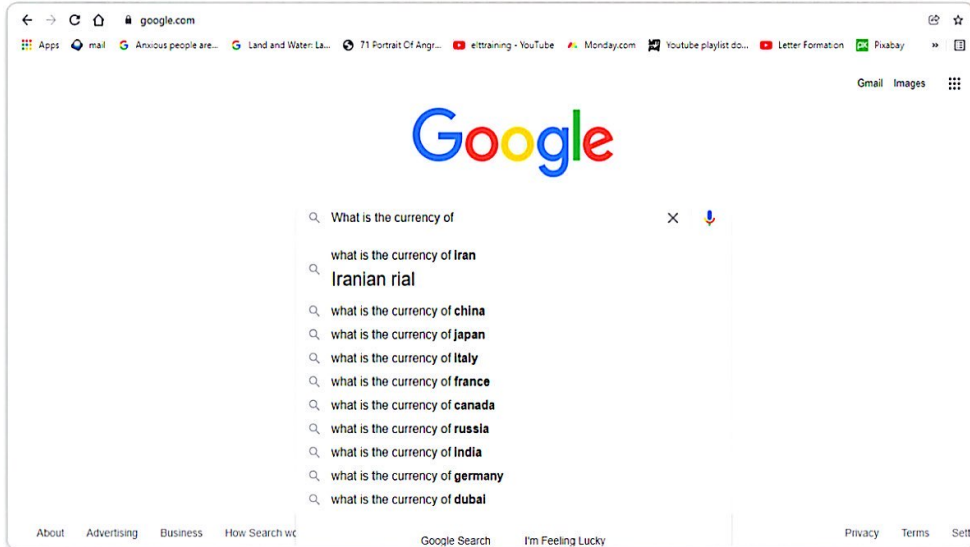 google.com
Apps mail Anxious people are... Land and Water: La... 71 Portrait Of Angr... elttraining - YouTube Monday.com Youtube playlist do... Letter Formation Pixabay »
Gmail Images
Google
What is the currency of
what is the currency of iran
Iranian rial
what is the currency of china
what is the currency of japan
what is the currency of italy
what is the currency of france
what is the currency of canada
what is the currency of russia
what is the currency of india
what is the currency of germany
what is the currency of dubai
About Advertising Business How Search wo Privacy Terms Sett
Google Search I'm Feeling Lucky